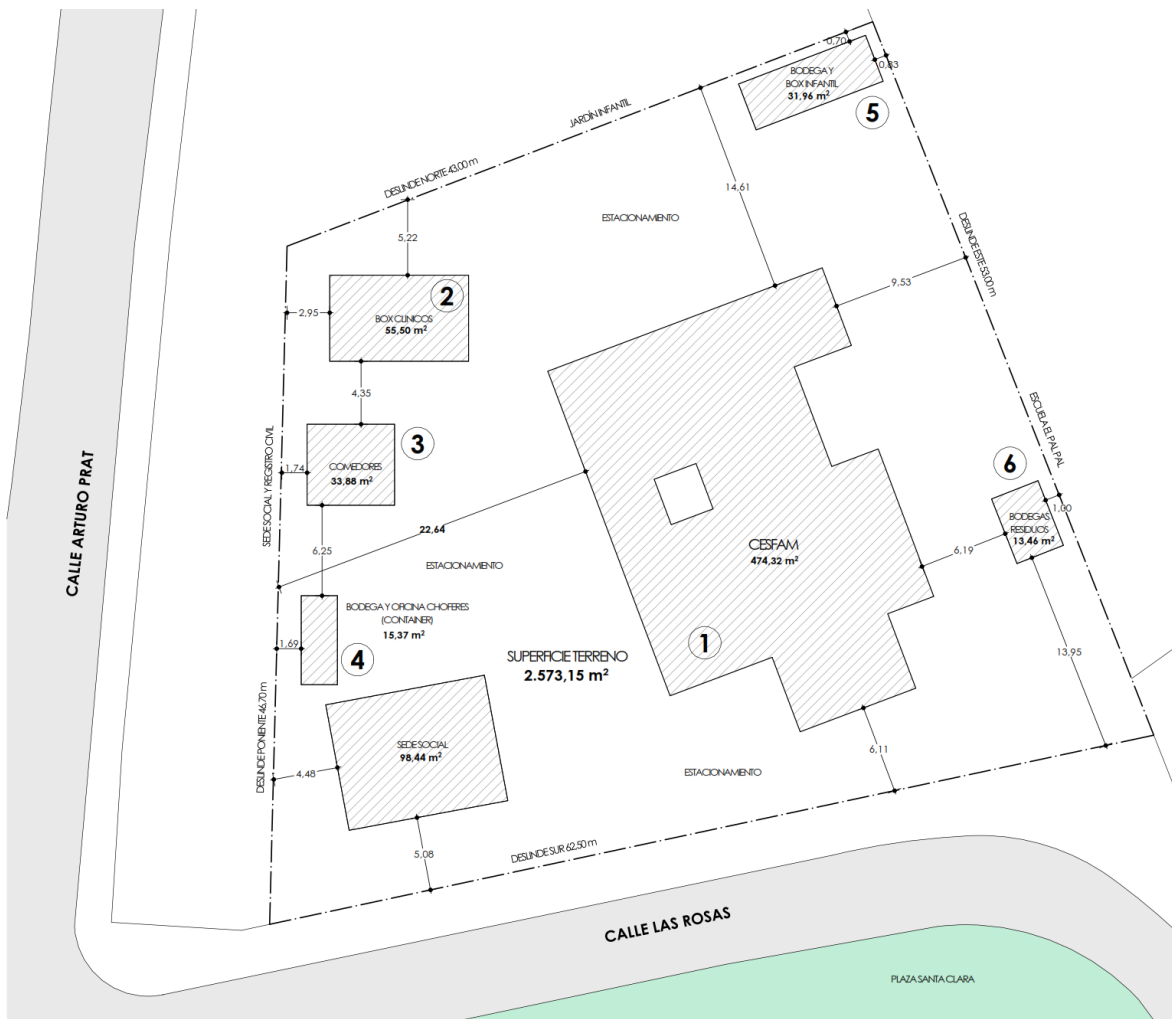 0,70
BODEGA Y
BOX INFANTIL
31,96 m²
0,83
5
JARDÍN INFANTIL
DESLINDE NORTE 43,00 m
14,61
ESTACIONAMIENTO
5,22
DESLINDE ESTE 53,00 m
9,53
2
BOX CLINICOS
55,50 m²
2,95
4,35
3
COMEDORES
33,88 m²
1,74
SEDE SOCIAL Y REGISTRO CIVIL
CALLE ARTURO PRAT
22,64
6,25
ESTACIONAMIENTO
ESCUELA EL PAL PAL
6
BODEGAS
RESIDUOS
13,46 m²
1,00
CESFAM
474,32 m²
6,19
BODEGA Y OFICINA CHOFERES
(CONTAINER)
15,37 m²
1,69
4
1
SUPERFICIE TERRENO
2.573,15 m²
13,95
DESLINDE PONIENTE 46,70 m
SEDE SOCIAL
98,44 m²
4,48
6,11
ESTACIONAMIENTO
5,08
DESLINDE SUR 62,50 m
CALLE LAS ROSAS
PLAZA SANTA CLARA